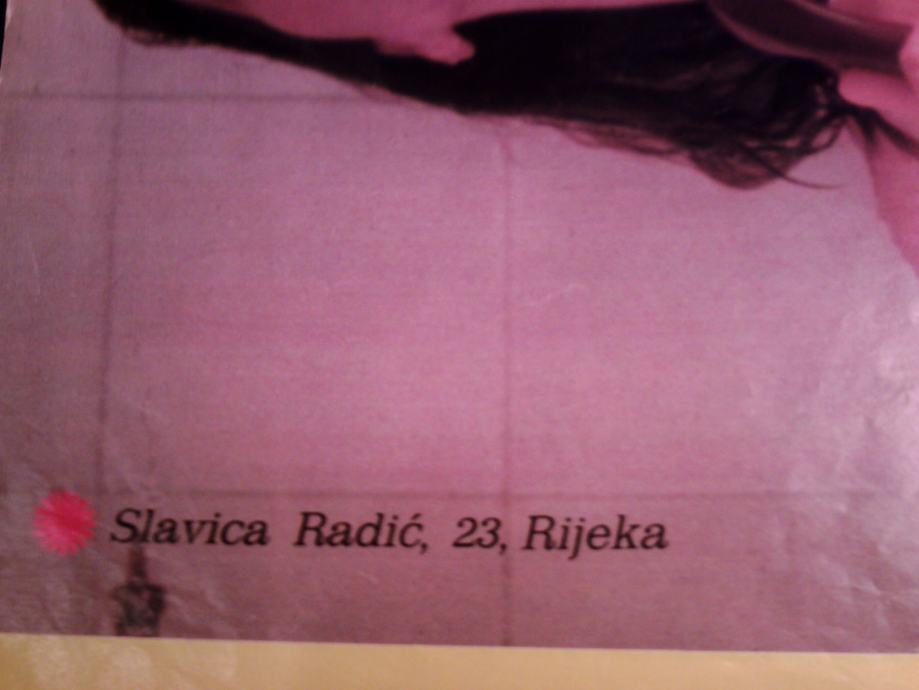 Slavica Radić, 23, Rijeka